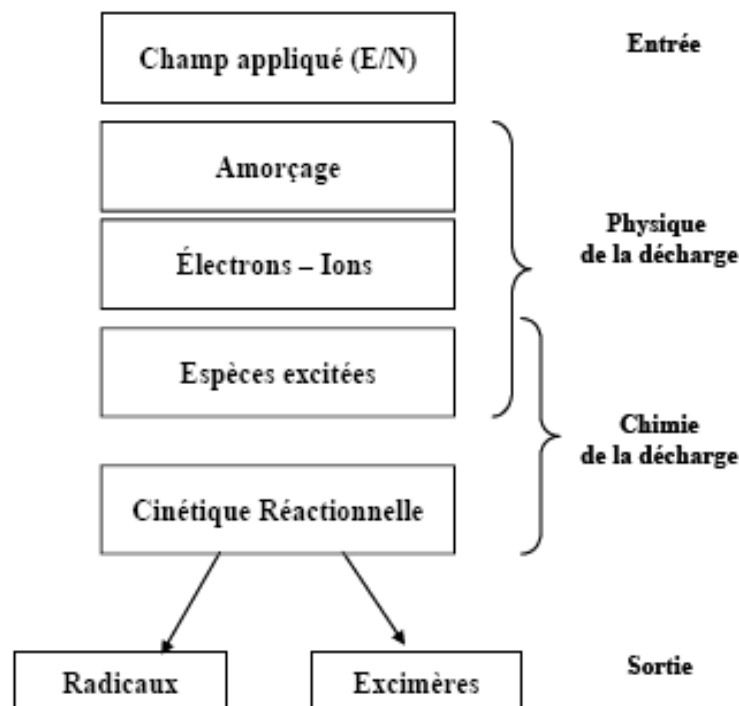 Champ appliqué (E/N)
Entrée
Amorçage
Physique
de la décharge
Électrons – Ions
Espèces excitées
Chimie
de la décharge
Cinétique Réactionnelle
Radicaux
Excimères
Sortie